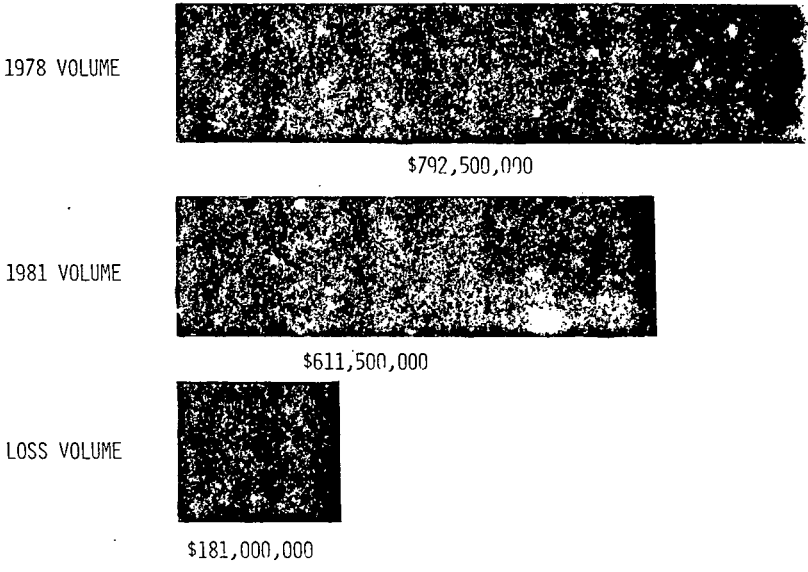 1978 VOLUME
$792,500,000
1981 VOLUME
$611,500,000
LOSS VOLUME
$181,000,000